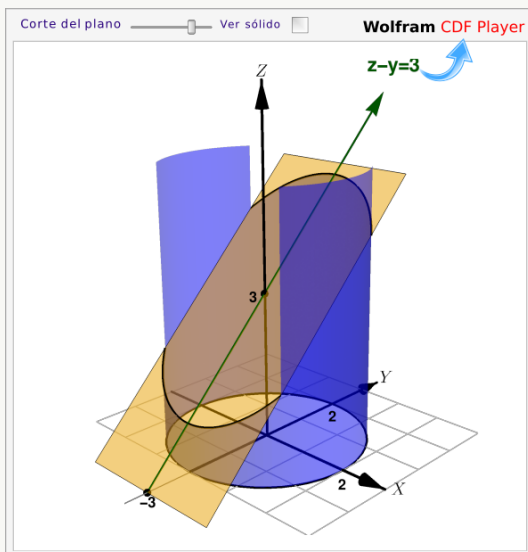 Corte del plano Ver sólido Wolfram CDF Player
z-y=3
Z
3
Y
2
2
X
-3